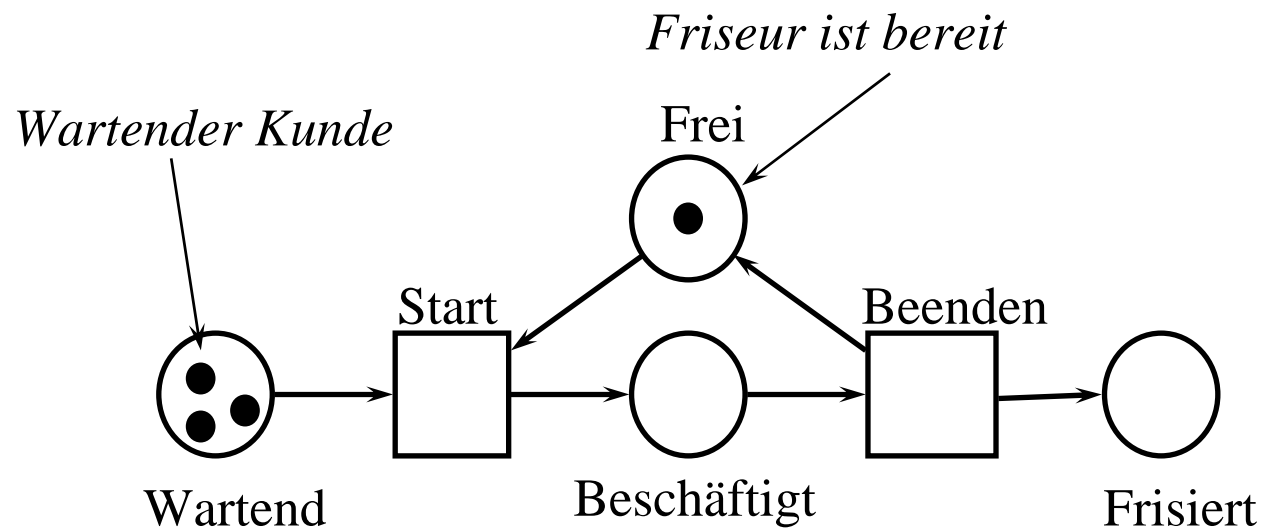 Friseur ist bereit
Wartender Kunde
Frei
Start
Beenden
Wartend
Beschäftigt
Frisiert